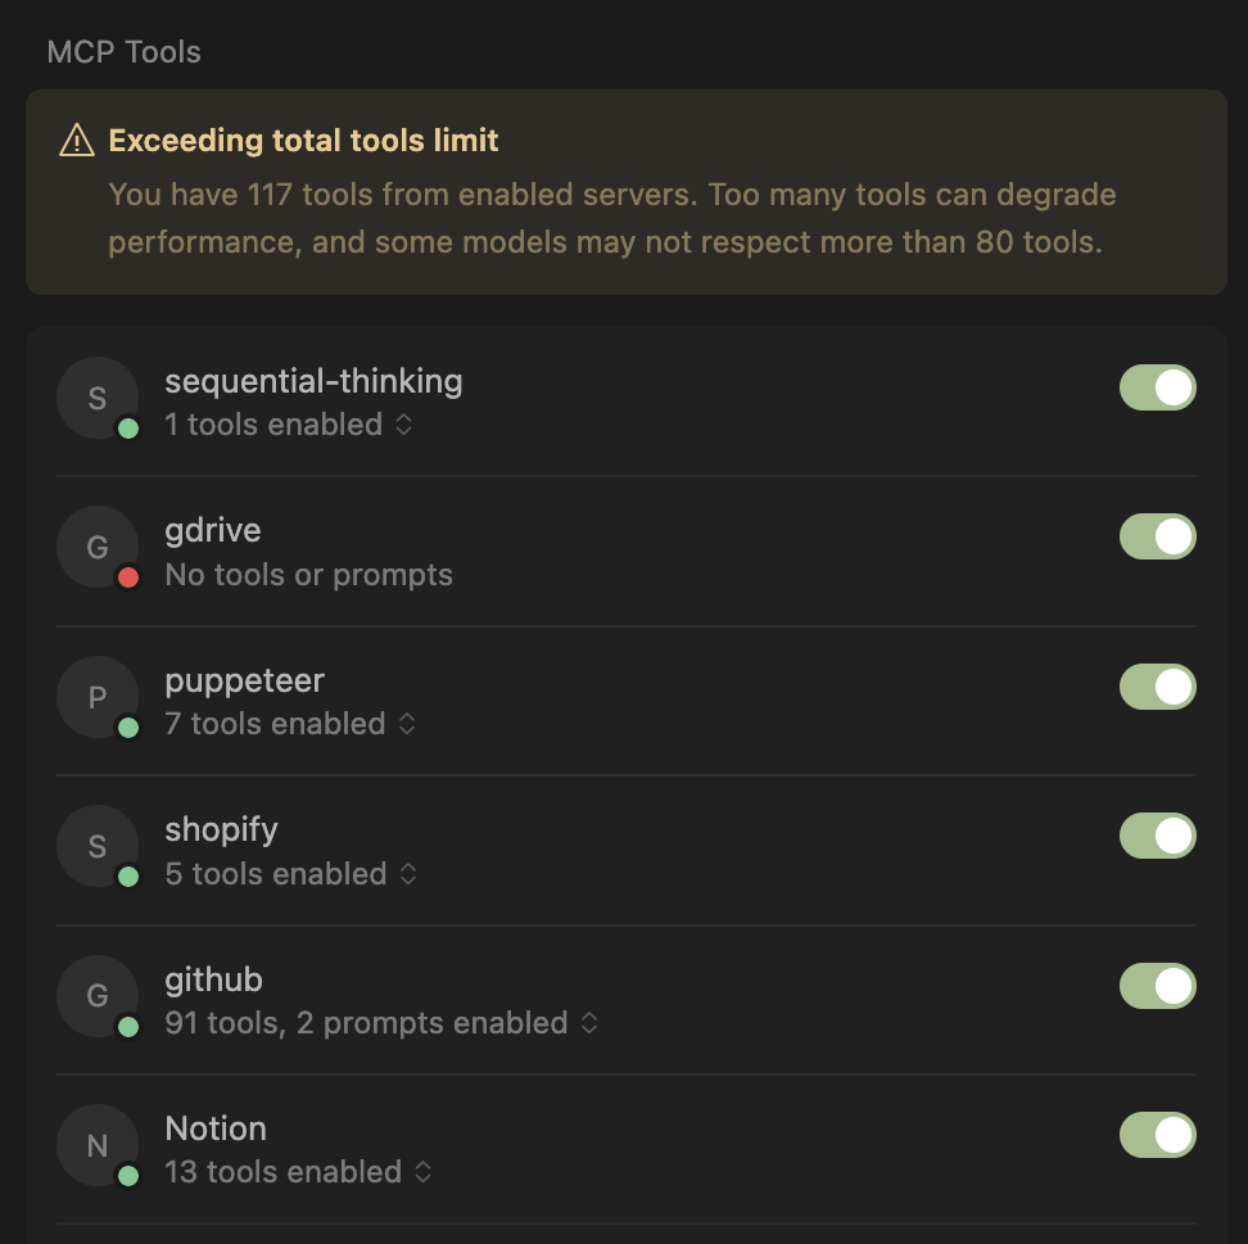 MCP Tools
Exceeding total tools limit
You have 117 tools from enabled servers. Too many tools can degrade
performance, and some models may not respect more than 80 tools.
S
sequential-thinking
1 tools enabled
G
gdrive
No tools or prompts
P
puppeteer
7 tools enabled
S
shopify
5 tools enabled
G
github
91 tools, 2 prompts enabled
N
Notion
13 tools enabled